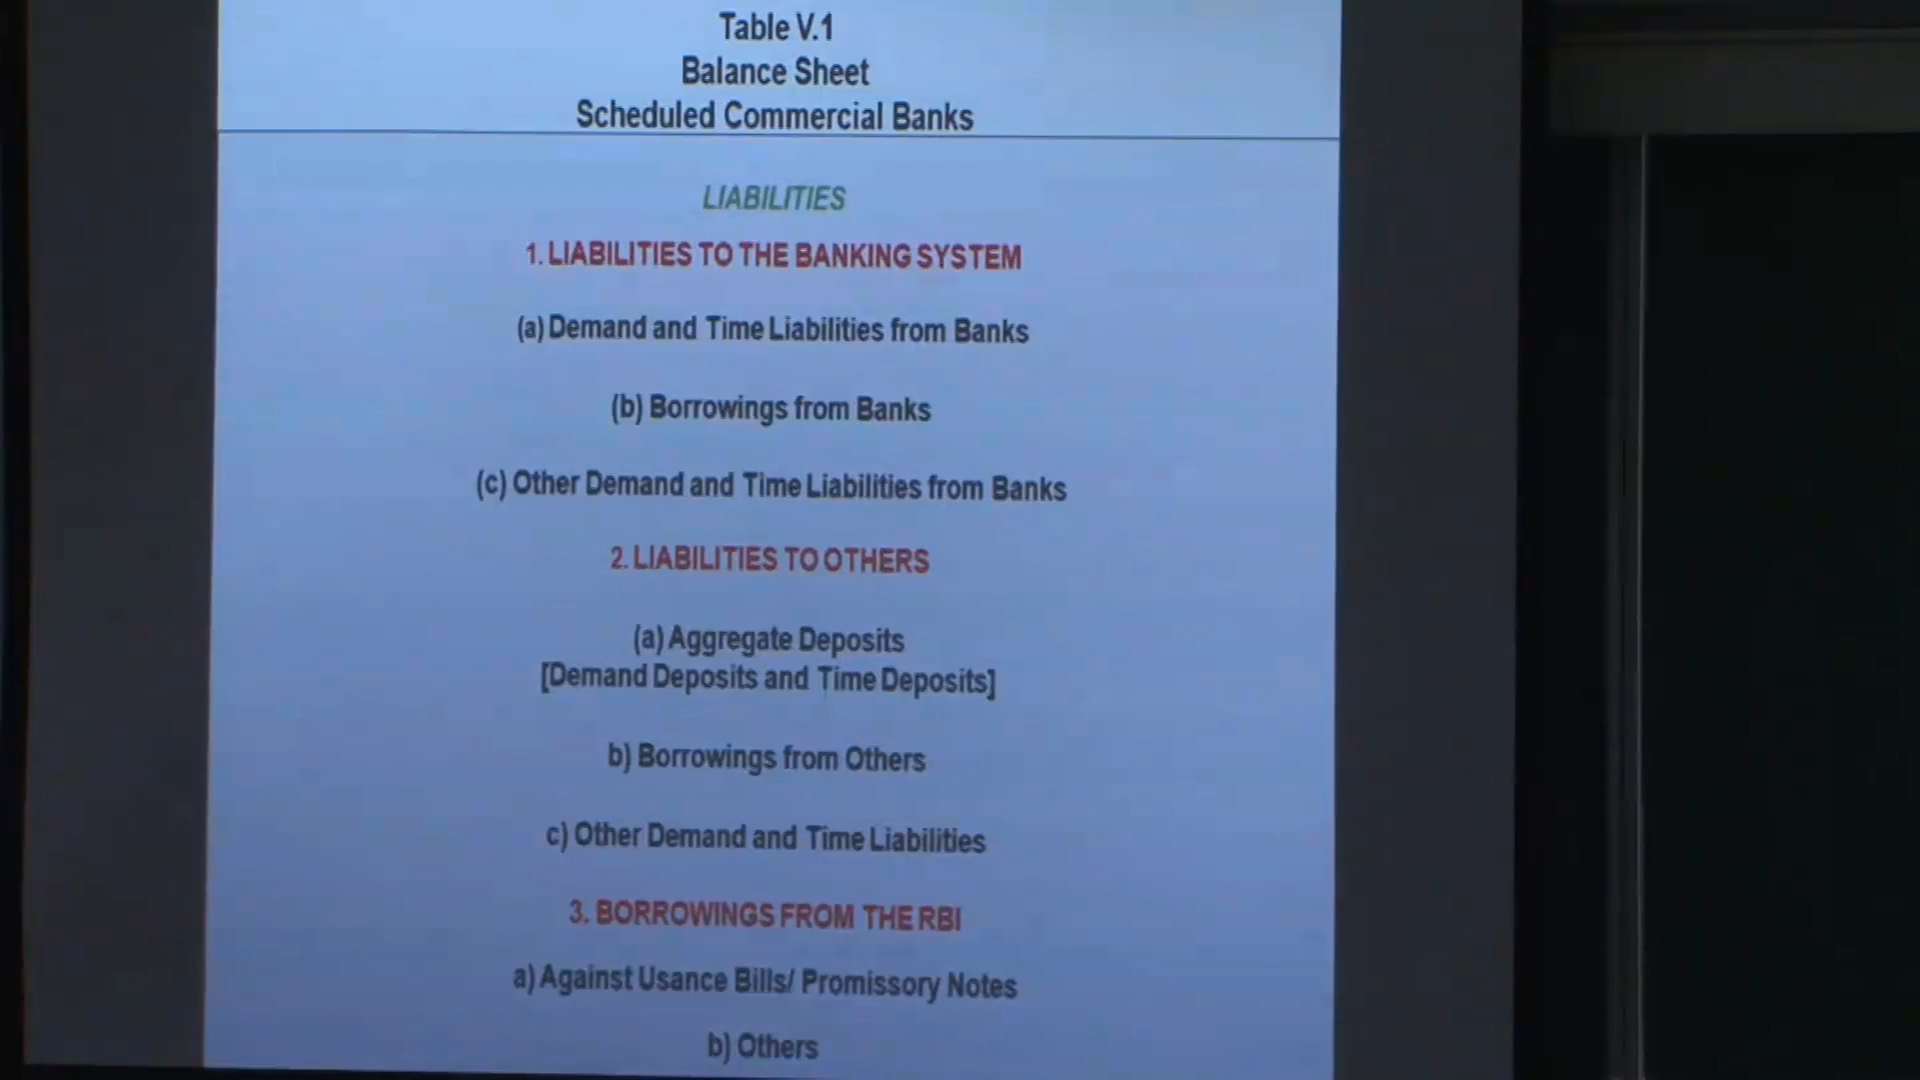 Table V.1
Balance Sheet
Scheduled Commercial Banks
LIABILITIES
1. LIABILITIES TO THE BANKING SYSTEM
(a) Demand and Time Liabilities from Banks
(b) Borrowings from Banks
(c) Other Demand and Time Liabilities from Banks
2. LIABILITIES TO OTHERS
(a) Aggregate Deposits
[Demand Deposits and Time Deposits]
b) Borrowings from Others
c) Other Demand and Time Liabilities
3. BORROWINGS FROM THE RBI
a) Against Usance Bills/ Promissory Notes
b) Others